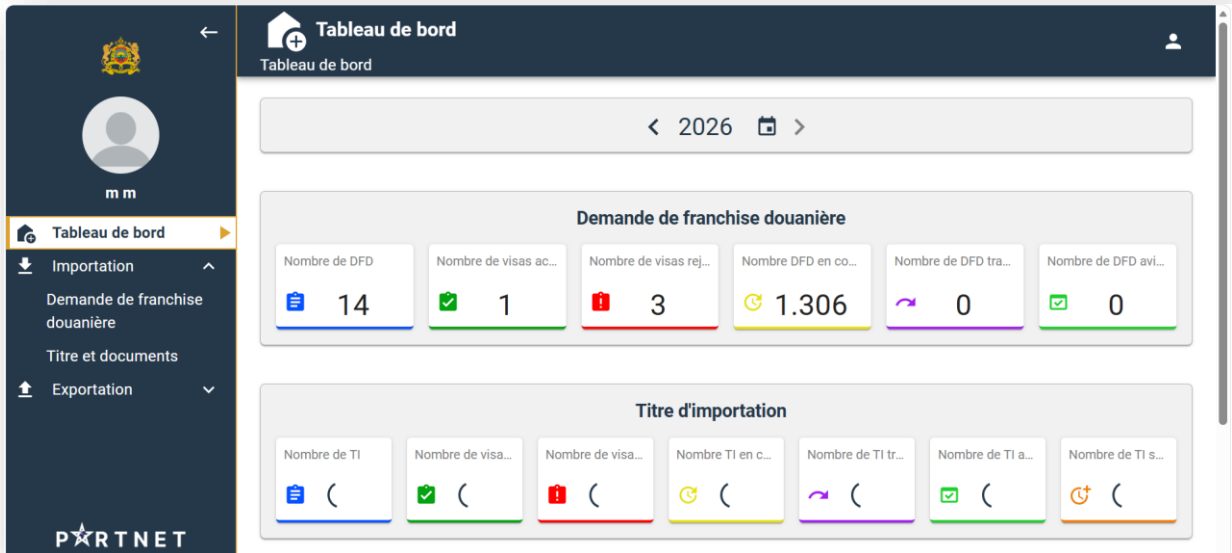 Tableau de bord
Tableau de bord
m m
Tableau de bord
Importation
Demande de franchise
douanière
Titre et documents
Exportation
PARTNET
2026
Demande de franchise douanière
Nombre de DFD
14
Nombre de visas ac...
1
Nombre de visas rej...
3
Nombre DFD en co...
1.306
Nombre de DFD tra...
0
Nombre de DFD avi...
0
Titre d'importation
Nombre de TI
(
Nombre de visa...
(
Nombre de visa...
(
Nombre TI en c...
(
Nombre de TI tr...
(
Nombre de TI a...
(
Nombre de TI s...
(